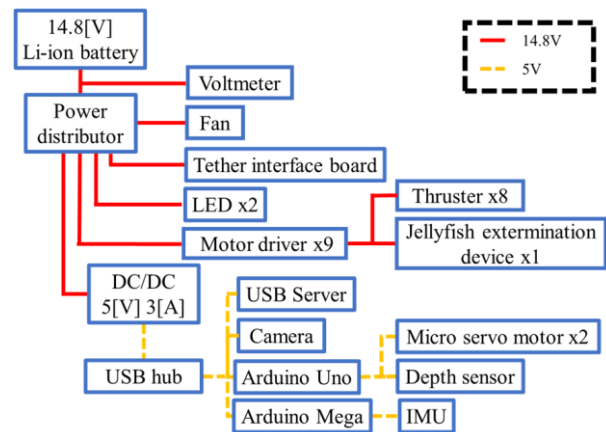 14.8[V]
Li-ion battery
14.8V
5V
Voltmeter
Power
distributor
Fan
Tether interface board
LED x2
Thruster x8
Motor driver x9
Jellyfish extermination
device x1
DC/DC
5[V] 3[A]
USB Server
Camera
Micro servo motor x2
USB hub
Arduino Uno
Depth sensor
Arduino Mega
IMU